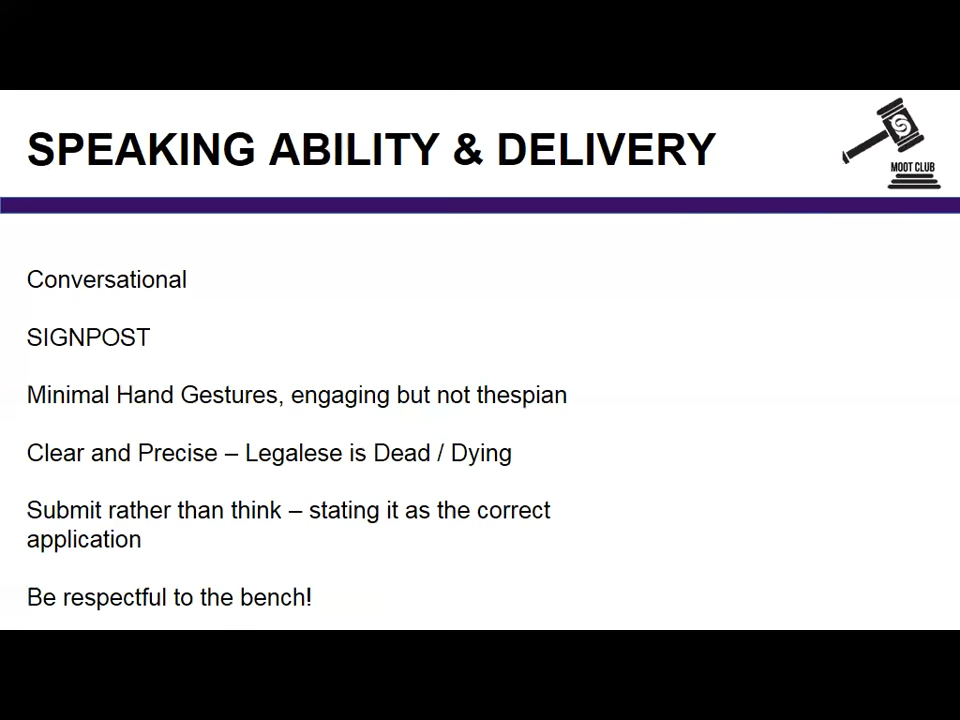 SPEAKING ABILITY & DELIVERY
MOOT CLUB
Conversational
SIGNPOST
Minimal Hand Gestures, engaging but not thespian
Clear and Precise – Legalese is Dead / Dying
Submit rather than think – stating it as the correct
application
Be respectful to the bench!